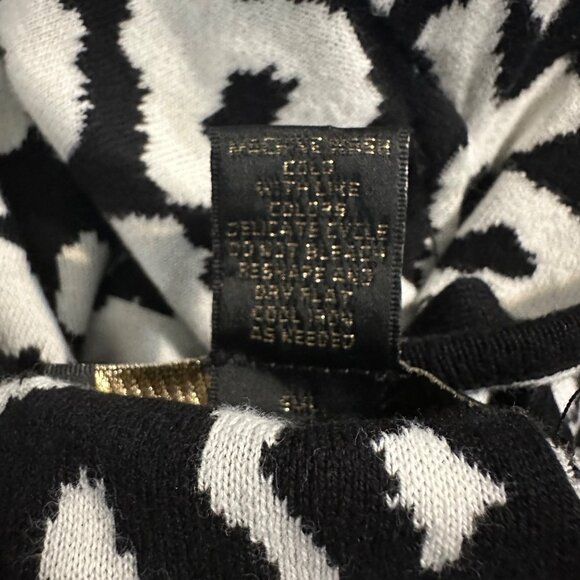 MACHINE WASH
COLD
WITH LIKE
COLORS
DELICATE CYCLE
DO NOT BLEACH
RESHAPE AND
DRY FLAT
COOL IRON
AS NEEDED